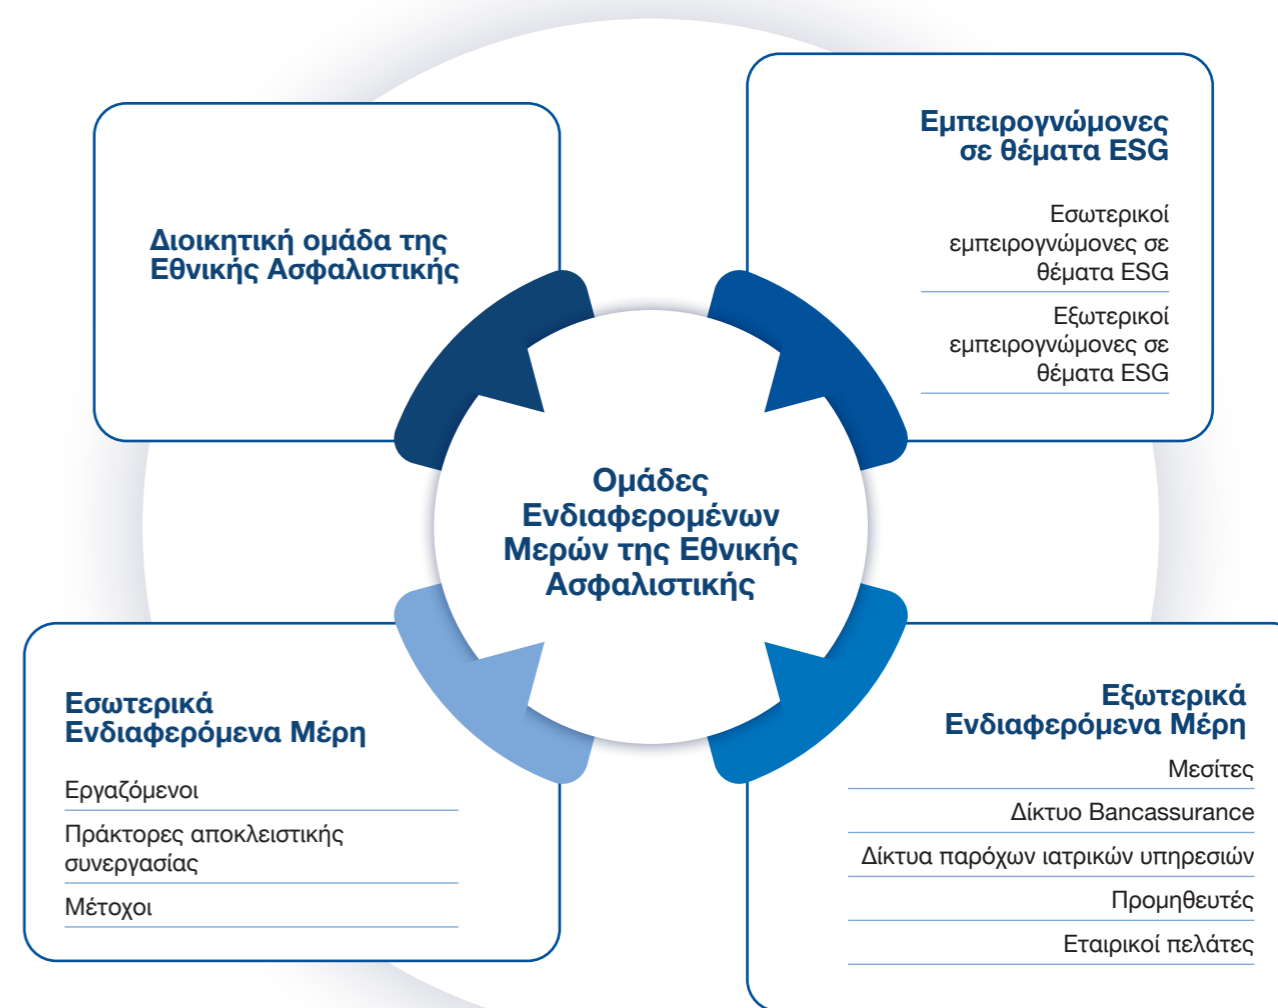 Διοικητική ομάδα της
Εθνικής Ασφαλιστικής
Εμπειρογνώμονες
σε θέματα ESG
Εσωτερικοί
εμπειρογνώμονες σε
θέματα ESG
Εξωτερικοί
εμπειρογνώμονες σε
θέματα ESG
Ομάδες
Ενδιαφερομένων
Μερών της Εθνικής
Ασφαλιστικής
Εσωτερικά
Ενδιαφερόμενα Μέρη
Εργαζόμενοι
Πράκτορες αποκλειστικής
συνεργασίας
Μέτοχοι
Εξωτερικά
Ενδιαφερόμενα Μέρη
Μεσίτες
Δίκτυο Bancassurance
Δίκτυα παρόχων ιατρικών υπηρεσιών
Προμηθευτές
Εταιρικοί πελάτες